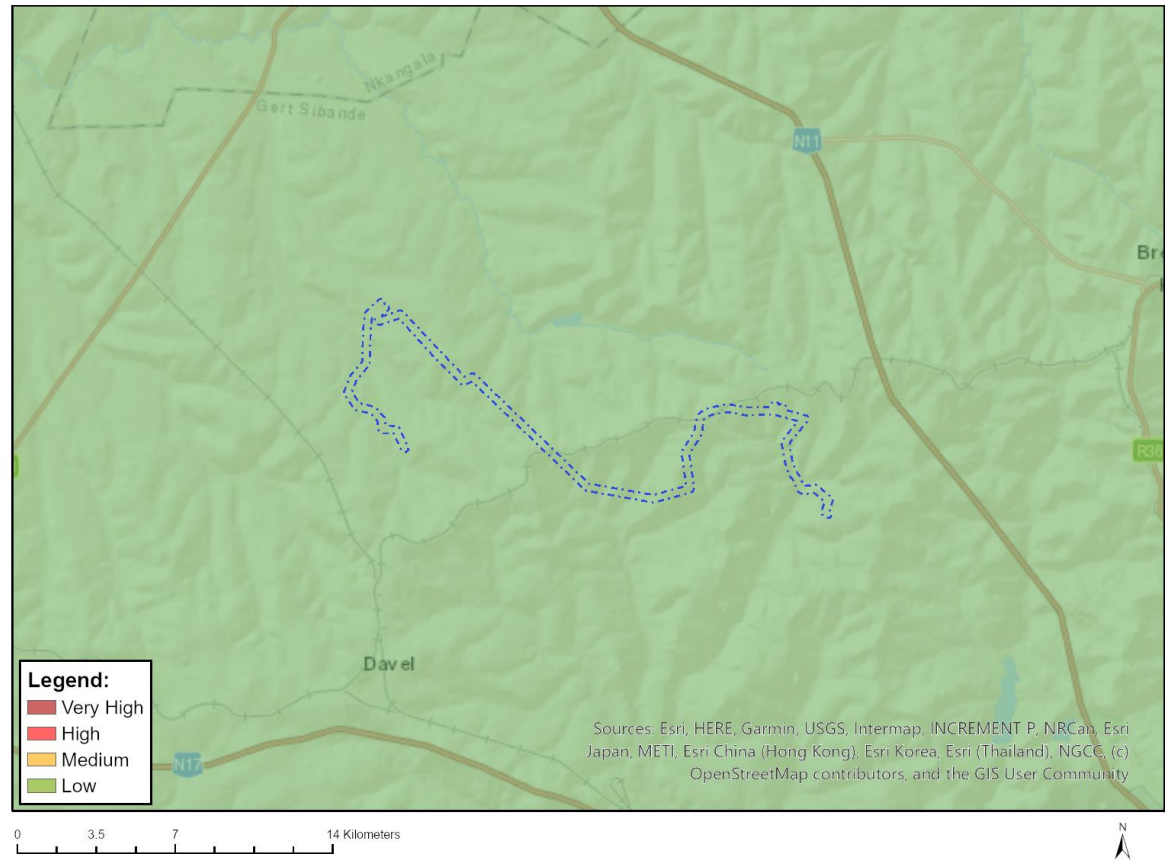 Nkangala
Gert Sibande
N11
Bre
R36
Davel
N17
Legend:
Very High
High
Medium
Low
Sources: Esri, HERE, Garmin, USGS, Intermap, INCREMENT P, NRCan, Esri
Japan, METI, Esri China (Hong Kong), Esri Korea, Esri (Thailand), NGCC, (c)
OpenStreetMap contributors, and the GIS User Community
0 3.5 7 14 Kilometers
N